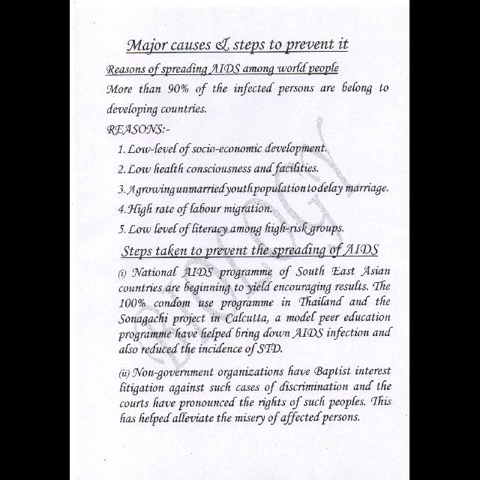 Major causes & steps to prevent it
Reasons of spreading AIDS among world people
More than 90% of the infected persons are belong to
developing countries.
REASONS:-
1. Low-level of socio-economic development.
2. Low health consciousness and facilities.
3. A growing unmarried youth population to delay marriage.
4. High rate of labour migration.
5. Low level of literacy among high-risk groups.
Steps taken to prevent the spreading of AIDS
(i) National AIDS programme of South East Asian
countries are beginning to yield encouraging results. The
100% condom use programme in Thailand and the
Sonagachi project in Calcutta, a model peer education
programme have helped bring down AIDS infection and
also reduced the incidence of STD.
(ii) Non-government organizations have Baptist interest
litigation against such cases of discrimination and the
courts have pronounced the rights of such peoples. This
has helped alleviate the misery of affected persons.
BIOLOGY